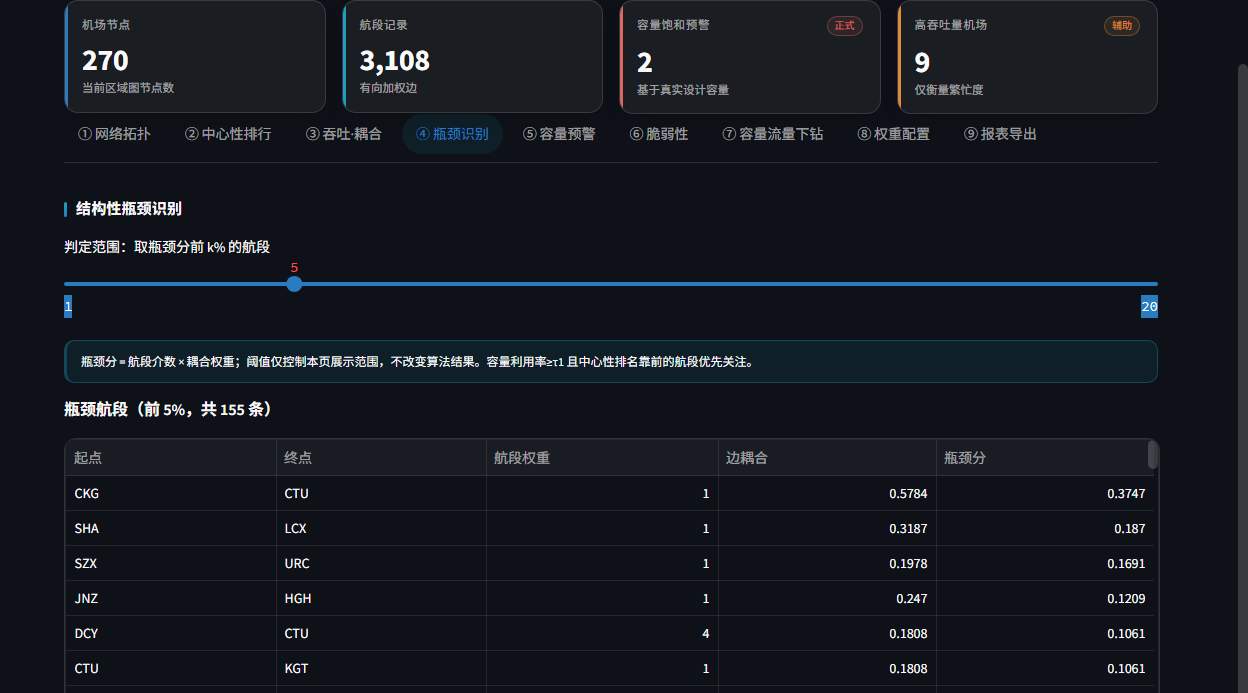 机场节点
270
当前区域图节点数
航段记录
3,108
有向加权边
容量饱和预警 正式
2
基于真实设计容量
高吞吐量机场 辅助
9
仅衡量繁忙度
① 网络拓扑 ② 中心性排行 ③ 吞吐·耦合 ④ 瓶颈识别 ⑤ 容量预警 ⑥ 脆弱性 ⑦ 容量流量下钻 ⑧ 权重配置 ⑨ 报表导出
结构性瓶颈识别
判定范围：取瓶颈分前 k% 的航段
5
1 20
瓶颈分 = 航段介数 × 耦合权重；阈值仅控制本页展示范围，不改变算法结果。容量利用率≥τ1 且中心性排名靠前的航段优先关注。
瓶颈航段（前 5%，共 155 条）
起点 终点 航段权重 边耦合 瓶颈分
CKG CTU 1 0.5784 0.3747
SHA LCX 1 0.3187 0.187
SZX URC 1 0.1978 0.1691
JNZ HGH 1 0.247 0.1209
DCY CTU 4 0.1808 0.1061
CTU KGT 1 0.1808 0.1061